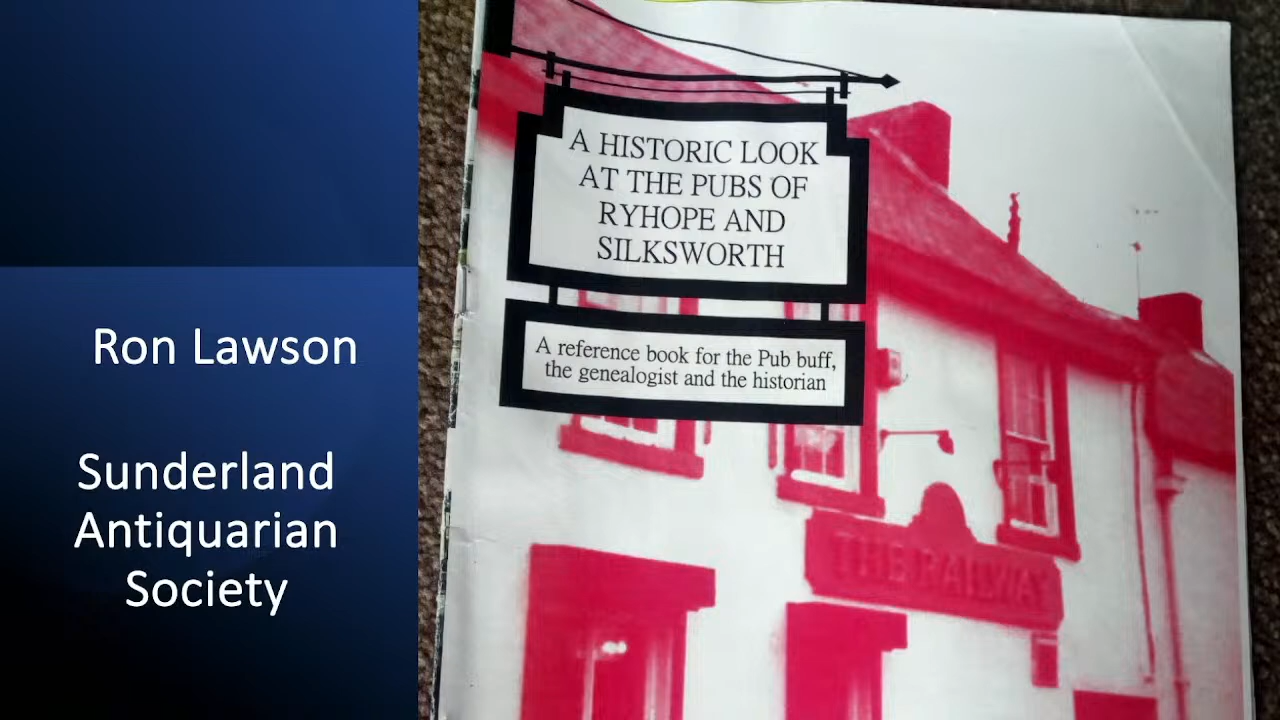 Ron Lawson
Sunderland
Antiquarian
Society
A HISTORIC LOOK
AT THE PUBS OF
RYHOPE AND
SILKSWORTH
A reference book for the Pub buff,
the genealogist and the historian
THE RAILWAY